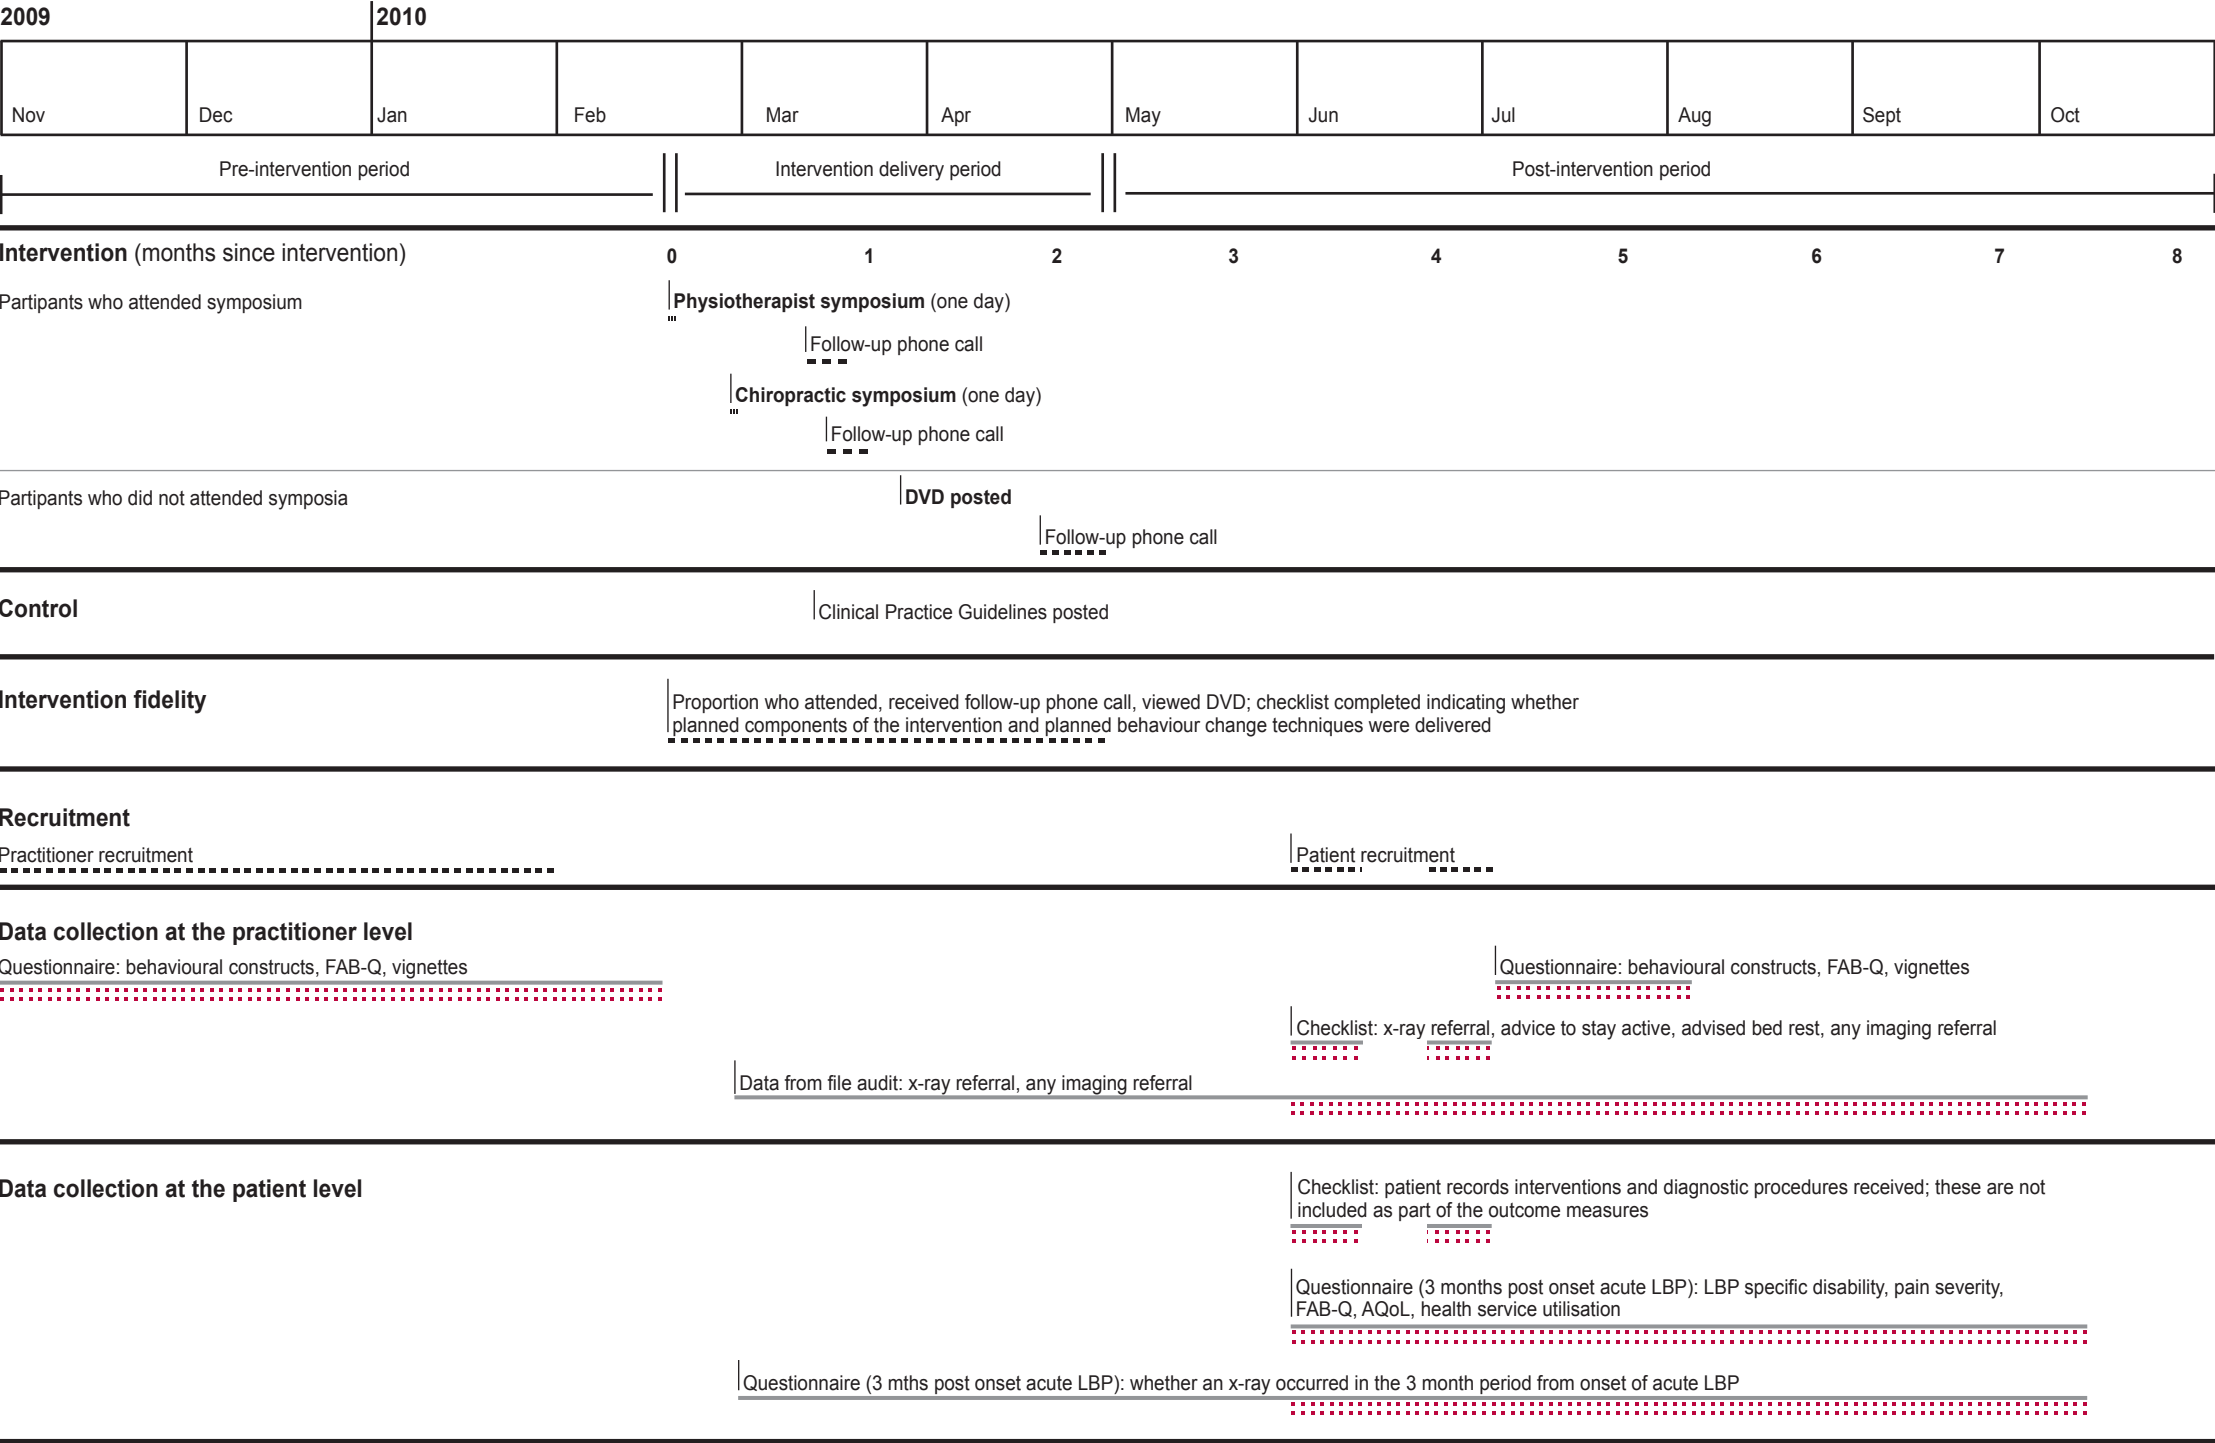 2009 2010
Nov Dec Jan Feb Mar Apr May Jun Jul Aug Sept Oct
Pre-intervention period Intervention delivery period Post-intervention period
Intervention (months since intervention) 0 1 2 3 4 5 6 7 8
Partipants who attended symposium Physiotherapist symposium (one day)
Follow-up phone call
Chiropractic symposium (one day)
Follow-up phone call
Partipants who did not attended symposia DVD posted
Follow-up phone call
Control Clinical Practice Guidelines posted
Intervention fidelity Proportion who attended, received follow-up phone call, viewed DVD; checklist completed indicating whether
planned components of the intervention and planned behaviour change techniques were delivered
Recruitment
Practitioner recruitment Patient recruitment
Data collection at the practitioner level
Questionnaire: behavioural constructs, FAB-Q, vignettes Questionnaire: behavioural constructs, FAB-Q, vignettes
Checklist: x-ray referral, advice to stay active, advised bed rest, any imaging referral
Data from file audit: x-ray referral, any imaging referral
Data collection at the patient level Checklist: patient records interventions and diagnostic procedures received; these are not
included as part of the outcome measures
Questionnaire (3 months post onset acute LBP): LBP specific disability, pain severity,
FAB-Q, AQoL, health service utilisation
Questionnaire (3 mths post onset acute LBP): whether an x-ray occurred in the 3 month period from onset of acute LBP